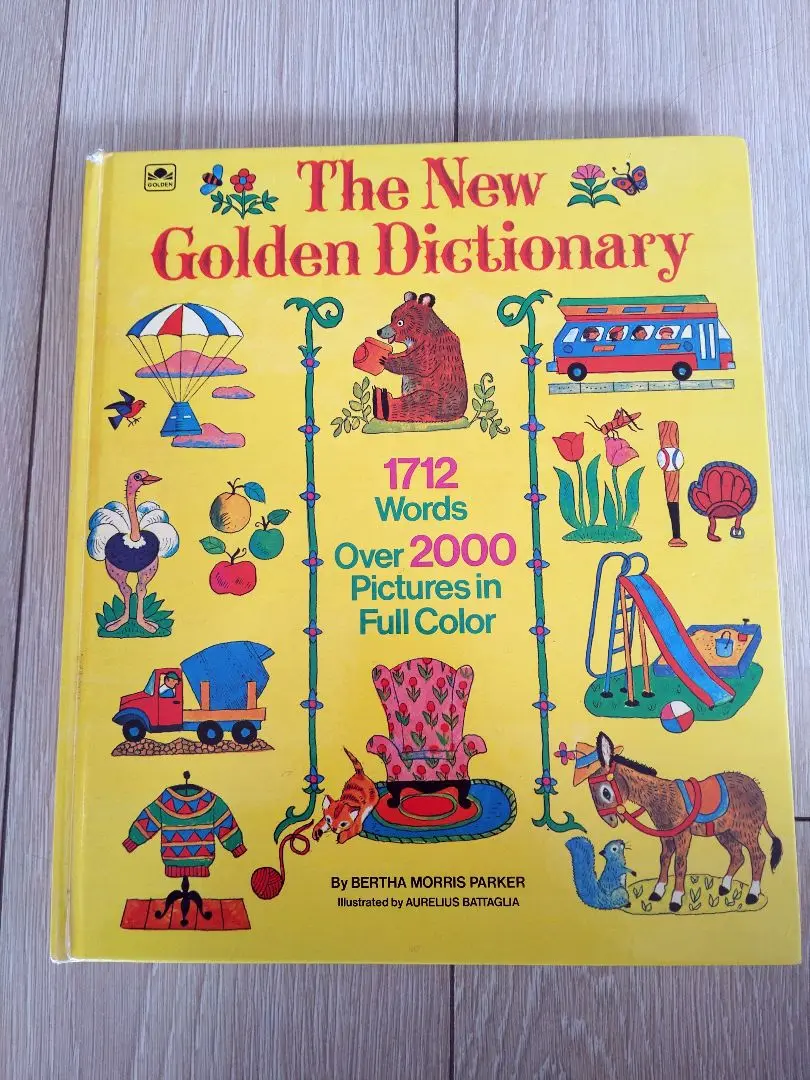 GOLDEN
The New
Golden Dictionary
1712
Words
Over 2000
Pictures in
Full Color
By BERTHA MORRIS PARKER
Illustrated by AURELIUS BATTAGLIA